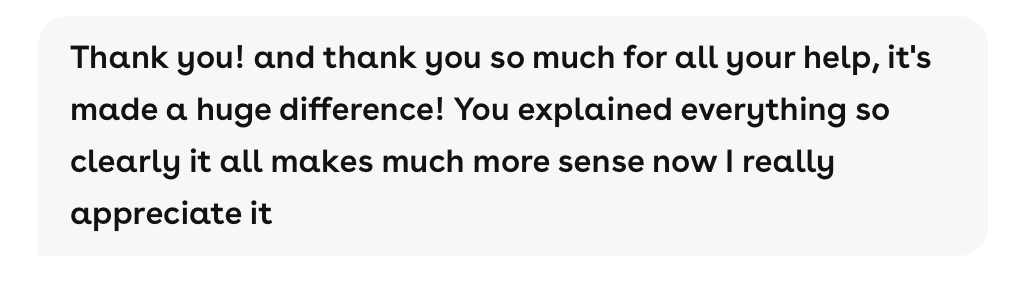 Thank you! and thank you so much for all your help, it's
made a huge difference! You explained everything so
clearly it all makes much more sense now I really
appreciate it